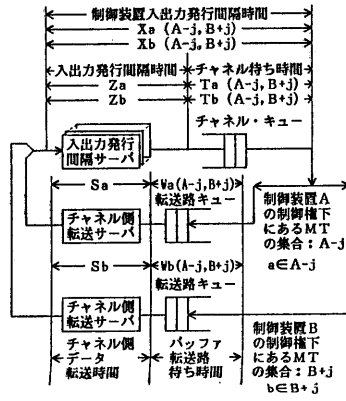 制御装置入出力発行間隔時間
Xa (A-j,B+j)
Xb (A-j,B+j)
入出力発行間隔時間
チャネル待ち時間
Za
Ta (A-j,B+j)
Zb
Tb (A-j,B+j)
チャネル・キュー
入出力発行
間隔サーバ
Sa
Wa(A-j,B+j)
転送路キュー
チャネル側
転送サーバ
制御装置A
の制御権下
にあるMT
の集合：A-j
a∈A-j
Sb
Wb(A-j,B+j)
転送路キュー
チャネル側
転送サーバ
チャネル側
データ
転送時間
バッファ
転送路
待ち時間
制御装置B
の制御権下
にあるMT
の集合：B+j
b∈B+j